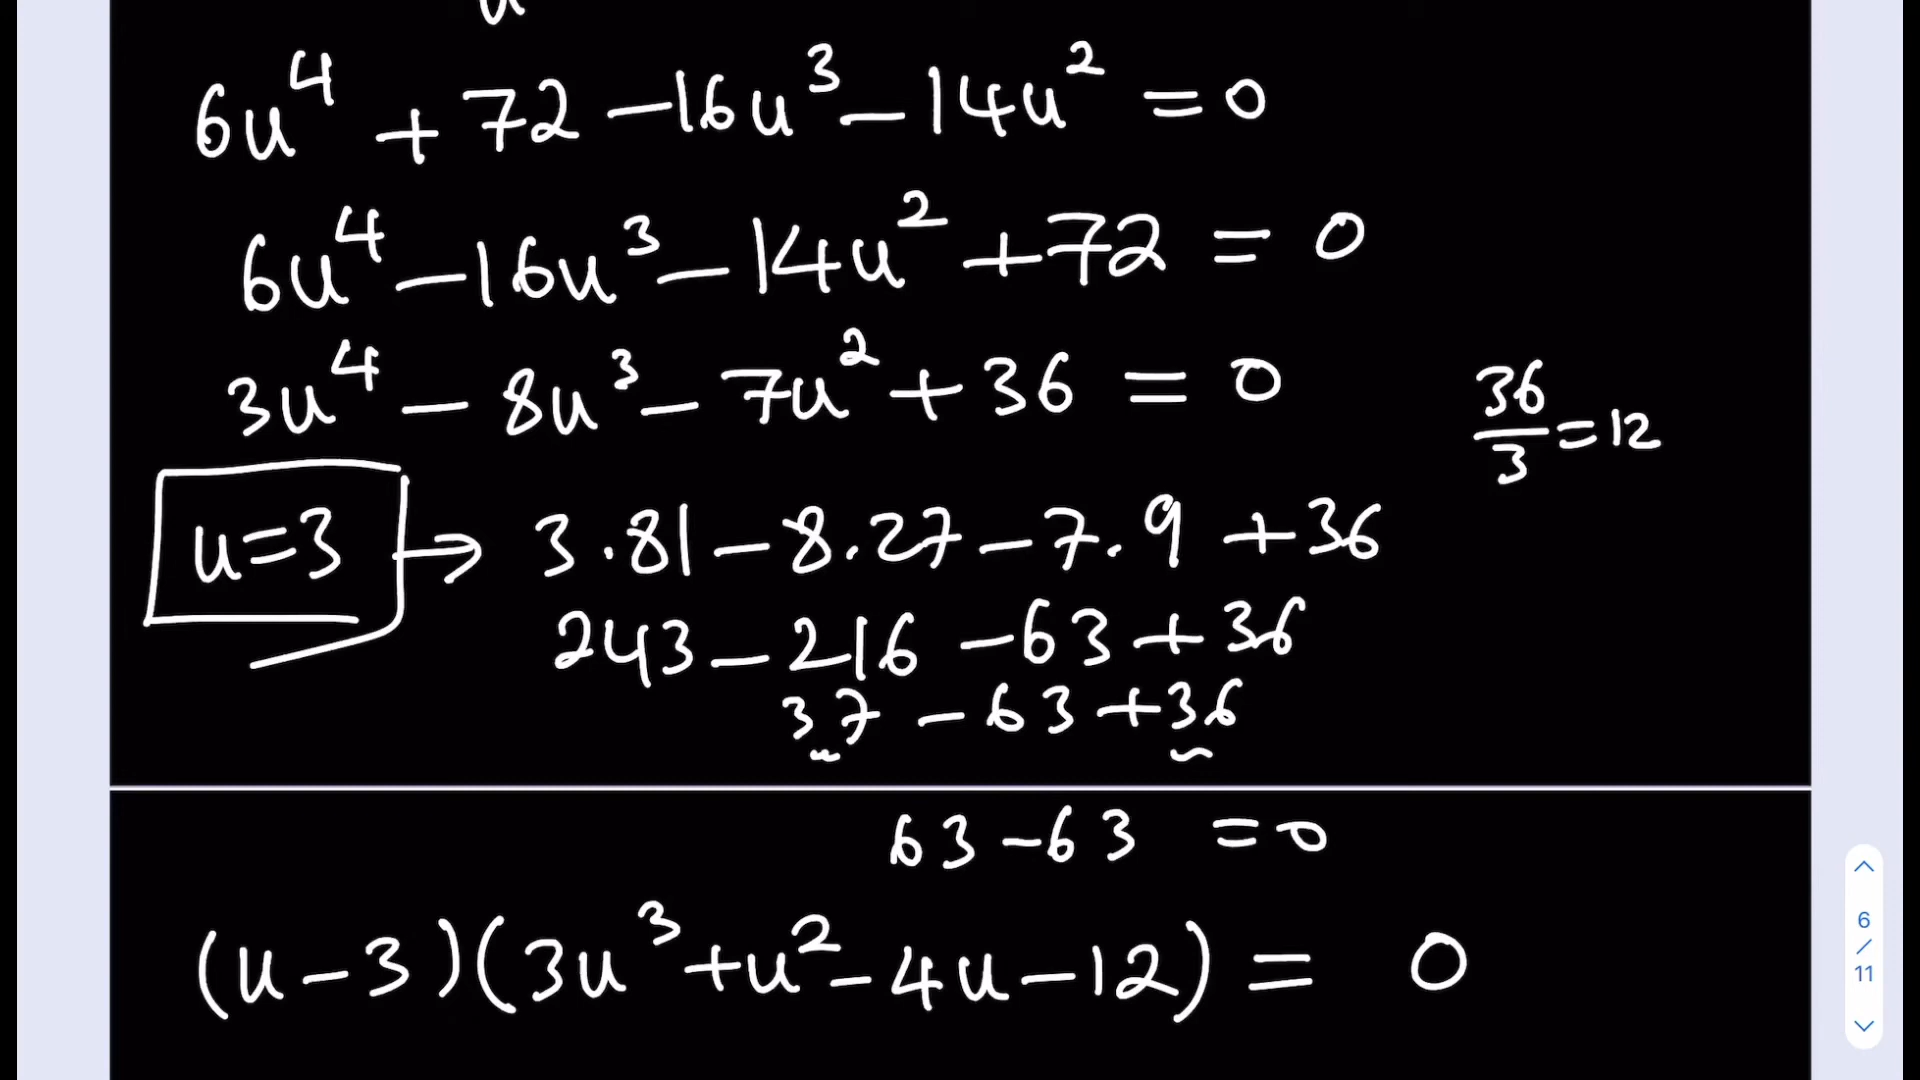 u
6u⁴ + 72 − 16u³ − 14u² = 0
6u⁴ − 16u³ − 14u² + 72 = 0
3u⁴ − 8u³ − 7u² + 36 = 0
36/3 = 12
u=3 → 3·81 − 8·27 − 7·9 + 36
243 − 216 − 63 + 36
37 − 63 + 36
63 − 63 = 0
(u − 3)(3u³ + u² − 4u − 12) = 0
6
/
11